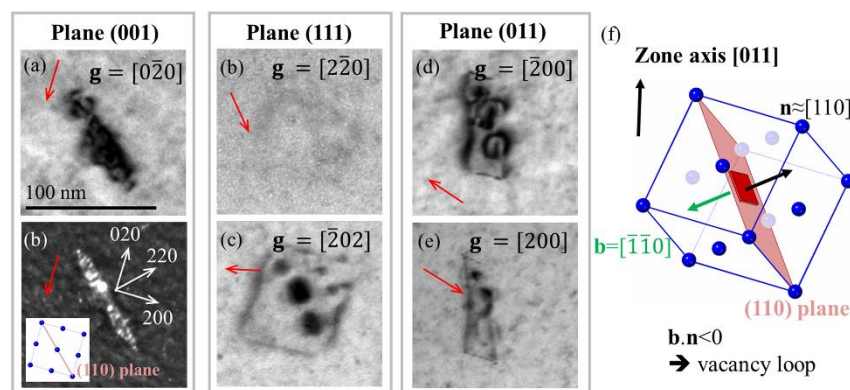 Plane (001)
(a)
g = [02̅0]
100 nm
(b)
020
220
200
(110) plane
Plane (111)
(b)
g = [22̅0]
(c)
g = [2̅02]
Plane (011)
(d)
g = [2̅00]
(e)
g = [200]
(f)
Zone axis [011]
n≈[110]
b=[1̅1̅0]
(110) plane
b.n<0
➔ vacancy loop